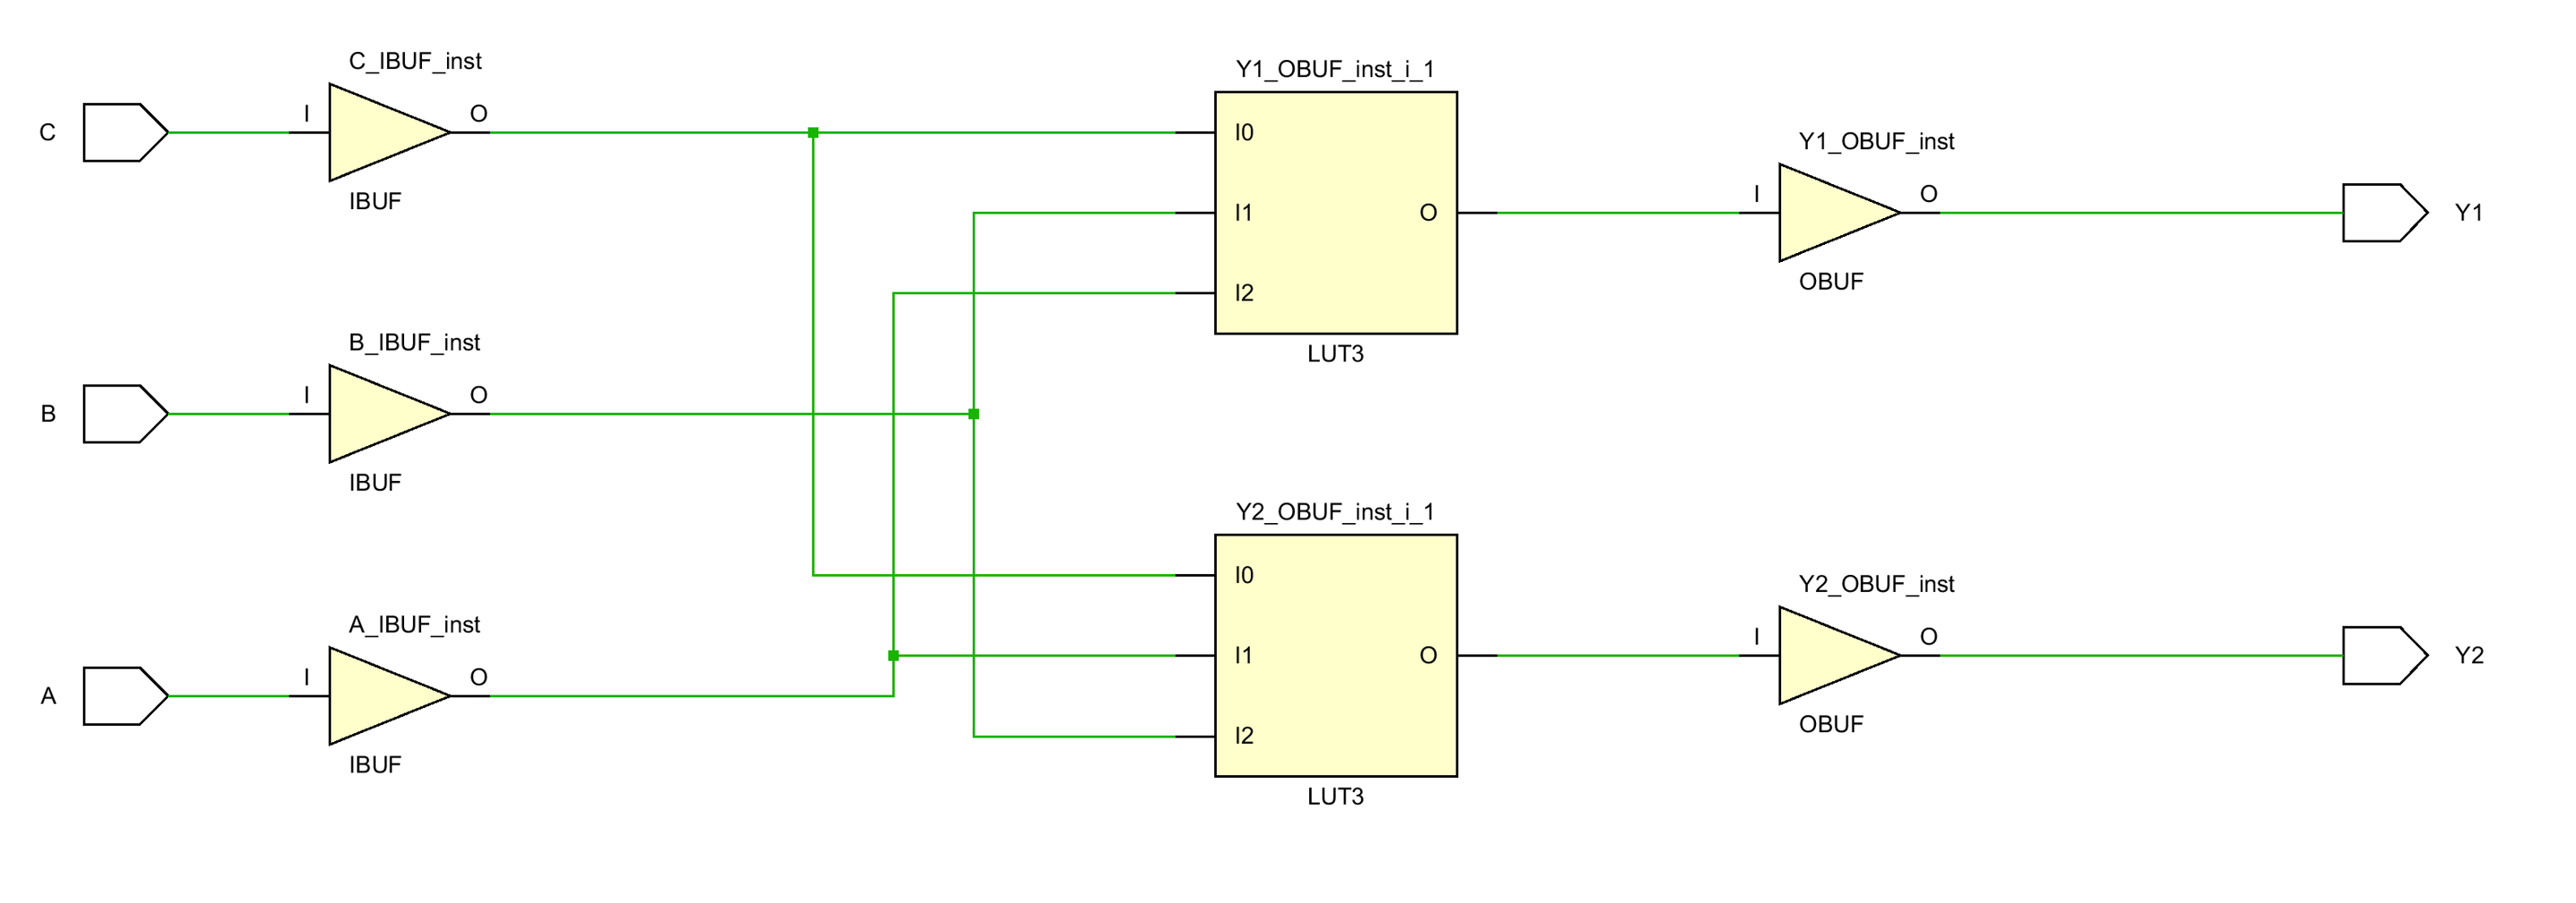 C_IBUF_inst
C
I
O
IBUF
Y1_OBUF_inst_i_1
I0
I1
I2
O
LUT3
Y1_OBUF_inst
I
O
OBUF
Y1
B_IBUF_inst
B
I
O
IBUF
Y2_OBUF_inst_i_1
I0
I1
I2
O
LUT3
Y2_OBUF_inst
I
O
OBUF
Y2
A_IBUF_inst
A
I
O
IBUF